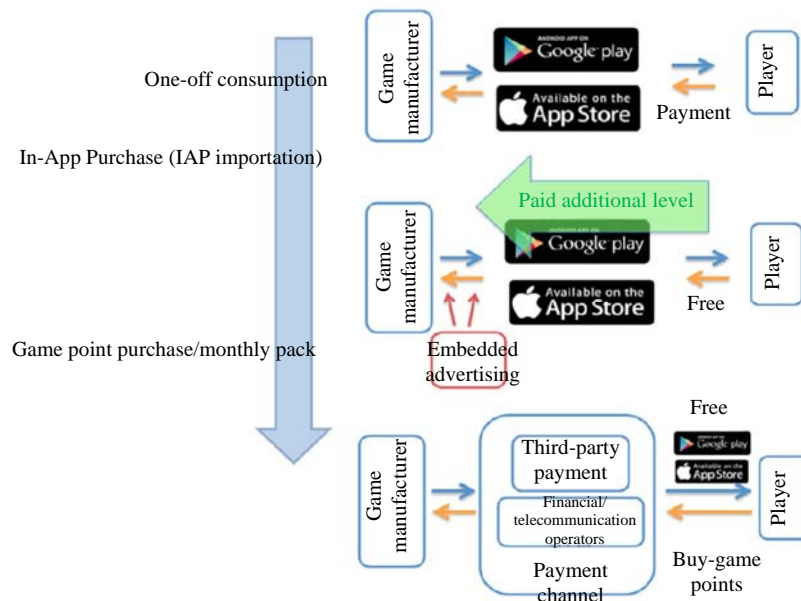 One-off consumption
Game
manufacturer
ANDROID APP ON
Google play
Available on the
App Store
Payment
Player
In-App Purchase (IAP importation)
Paid additional level
Game
manufacturer
Google play
Available on the
App Store
Free
Player
Embedded
advertising
Game point purchase/monthly pack
Game
manufacturer
Third-party
payment
Financial/
telecommunication
operators
Payment
channel
Free
Google play
Available on the
App Store
Player
Buy-game
points